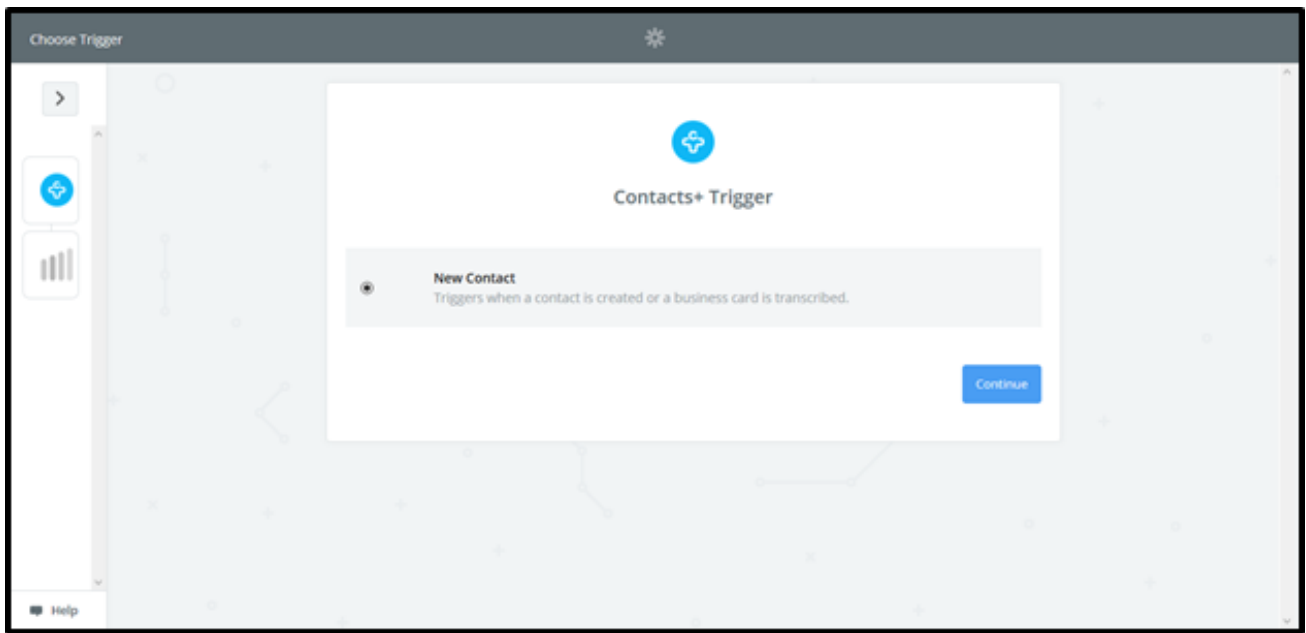 Choose Trigger
Contacts+ Trigger
New Contact
Triggers when a contact is created or a business card is transcribed.
Continue
Help